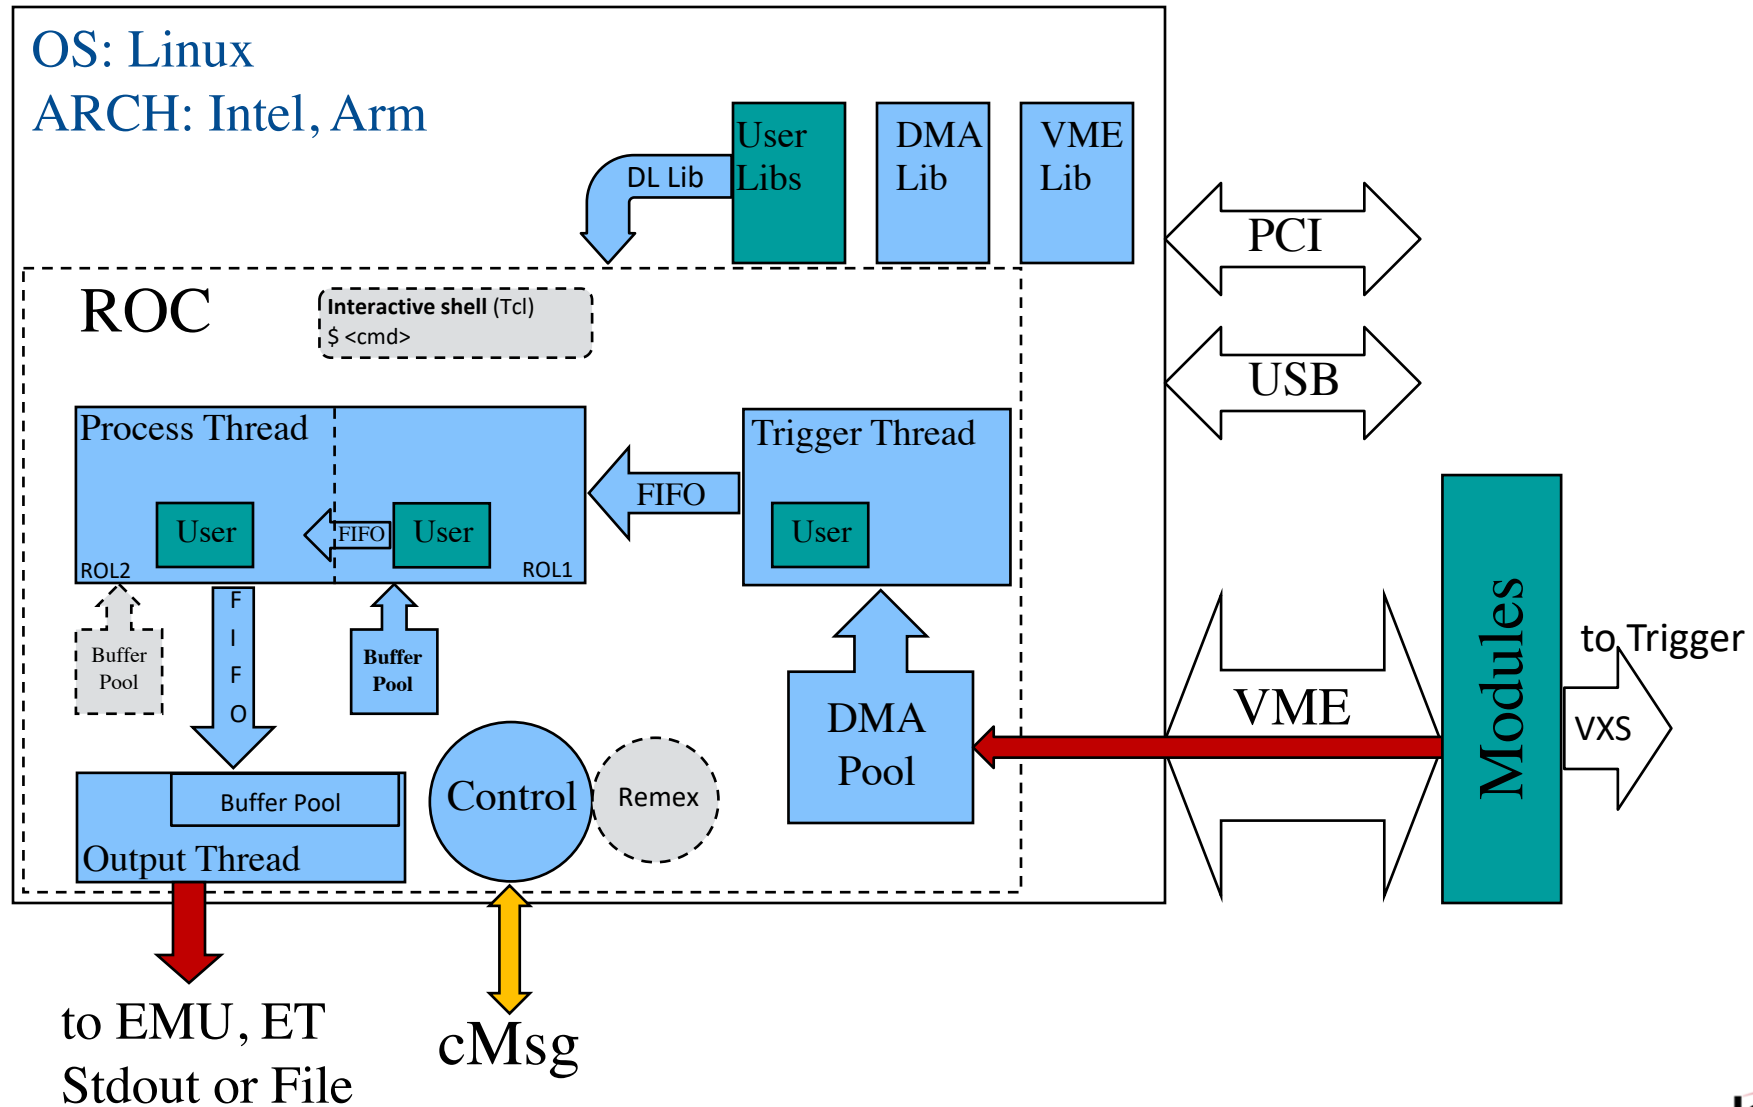 OS: Linux
ARCH: Intel, Arm
User
Libs
DMA
Lib
VME
Lib
DL Lib
PCI
ROC
Interactive shell (Tcl)
$ <cmd>
USB
Process Thread
Trigger Thread
FIFO
User
FIFO
User
User
ROL2
ROL1
F
I
F
O
Buffer
Pool
Buffer
Pool
DMA
Pool
VME
Modules
to Trigger
VXS
Buffer Pool
Output Thread
Control
Remex
to EMU, ET
Stdout or File
cMsg